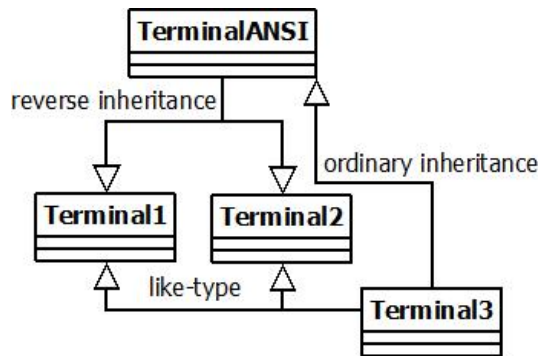 TerminalANSI
reverse inheritance
ordinary inheritance
Terminal1
Terminal2
like-type
Terminal3